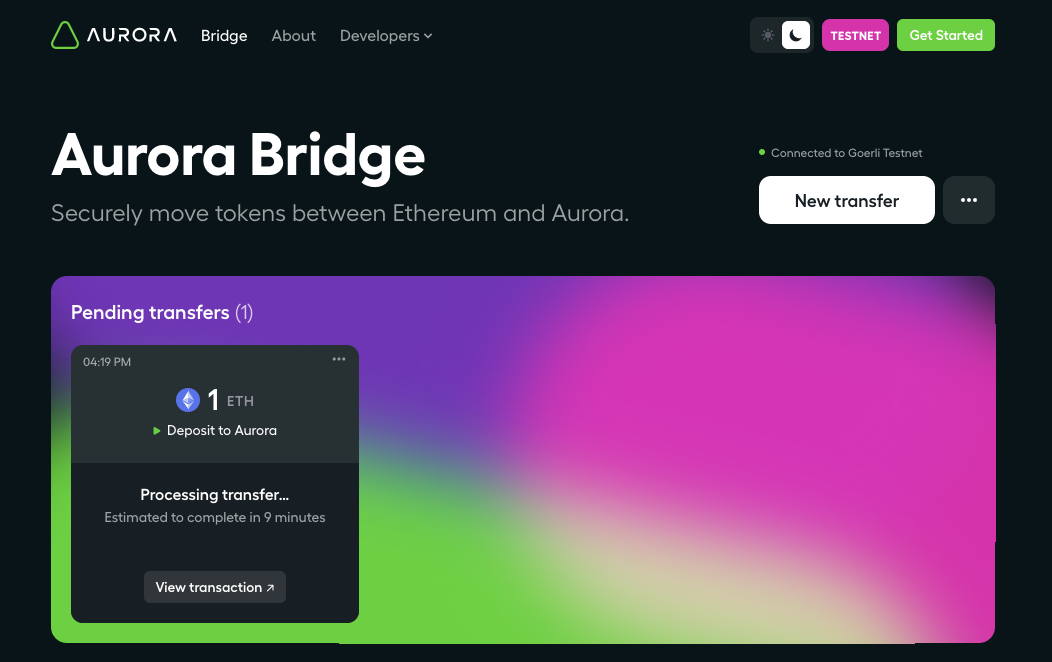 AURORA
Bridge
About
Developers
TESTNET
Get Started
Aurora Bridge
Securely move tokens between Ethereum and Aurora.
Connected to Goerli Testnet
New transfer
•••
Pending transfers (1)
04:19 PM
•••
1 ETH
Deposit to Aurora
Processing transfer...
Estimated to complete in 9 minutes
View transaction ↗